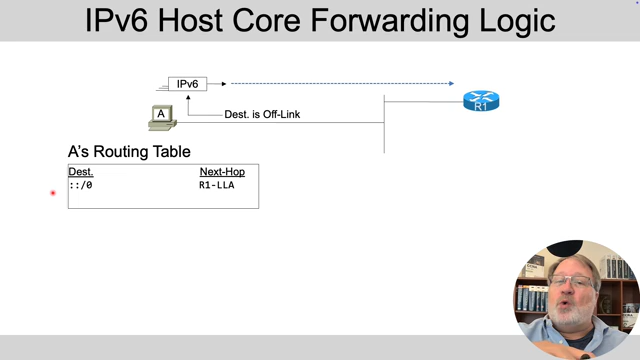 IPv6 Host Core Forwarding Logic
IPv6
A
Dest. is Off-Link
R1
A's Routing Table
Dest. Next-Hop
::/0 R1-LLA